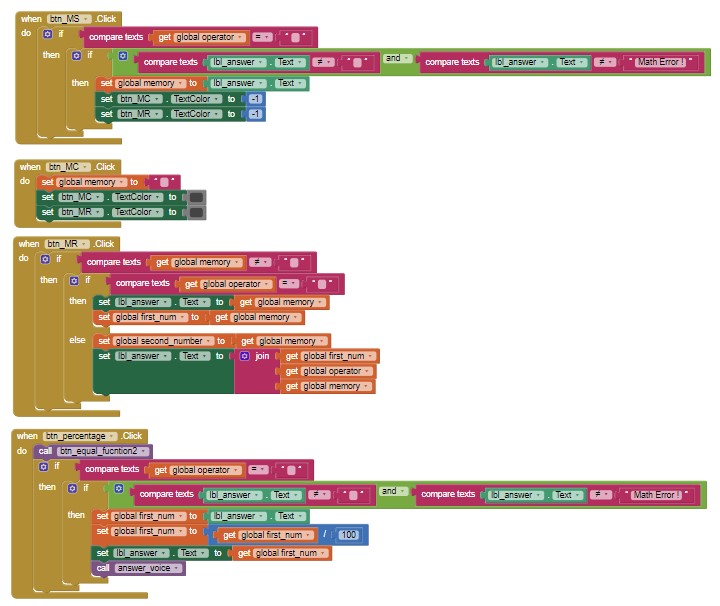 when btn_MS .Click
do if compare texts get global operator = " "
then if compare texts lbl_answer . Text ≠ " " and compare texts lbl_answer . Text ≠ " Math Error ! "
then set global memory to lbl_answer . Text
set btn_MC . TextColor to -1
set btn_MR . TextColor to -1
when btn_MC .Click
do set global memory to " "
set btn_MC . TextColor to
set btn_MR . TextColor to
when btn_MR .Click
do if compare texts get global memory ≠ " "
then if compare texts get global operator = " "
then set lbl_answer . Text to get global memory
set global first_num to get global memory
else set global second_number to get global memory
set lbl_answer . Text to join get global first_num
get global operator
get global memory
when btn_percentage .Click
do call btn_equal_fucntion2
if compare texts get global operator = " "
then if compare texts lbl_answer . Text ≠ " " and compare texts lbl_answer . Text ≠ " Math Error ! "
then set global first_num to lbl_answer . Text
set global first_num to get global first_num / 100
set lbl_answer . Text to get global first_num
call answer_voice